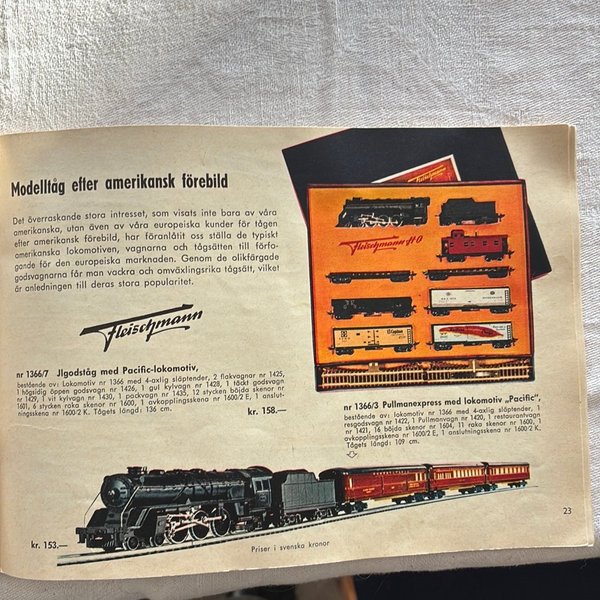 Modelltåg efter amerikansk förebild
Det överraskande stora intresset, som visats inte bara av våra
amerikanska, utan även av våra europeiska kunder för tågen
efter amerikansk förebild, har föranlåtit oss ställa de typiskt
amerikanska lokomotiven, vagnarna och tågsätten till förfo-
gande för den europeiska marknaden. Genom de olikfärgade
godsvagnarna får man vackra och omväxlingsrika tågsätt, vilket
är anledningen till deras stora popularitet.
Fleischmann
nr 1366/7 Jlgodståg med Pacific-lokomotiv,
bestående av: Lokomotiv nr 1366 med 4-axlig släptender, 2 flakvagnar nr 1425,
1 högsidig öppen godsvagn nr 1426, 1 gul kylvagn nr 1428, 1 täckt godsvagn
nr 1429, 1 vit kylvagn nr 1430, 1 packvagn nr 1435, 12 stycken böjda skenor nr
1601, 6 stycken raka skenor nr 1600, 1 avkopplingsskena nr 1600/2 E, 1 anslut-
ningsskena nr 1600/2 K. Tågets längd: 136 cm.
kr. 158.—
Fleischmann H0
nr 1366/3 Pullmanexpress med lokomotiv „Pacific",
bestående av: lokomotiv nr 1366 med 4-axlig släptender, 1
resgodsvagn nr 1422, 1 Pullmanvagn nr 1420, 1 restaurantvagn
nr 1421, 16 böjda skenor nr 1604, 11 raka skenor nr 1600, 1
avkopplingsskena nr 1600/2 E, 1 anslutningsskena nr 1600/2 K.
Tågets längd: 109 cm.
kr. 153.—
Priser i svenska kronor
23